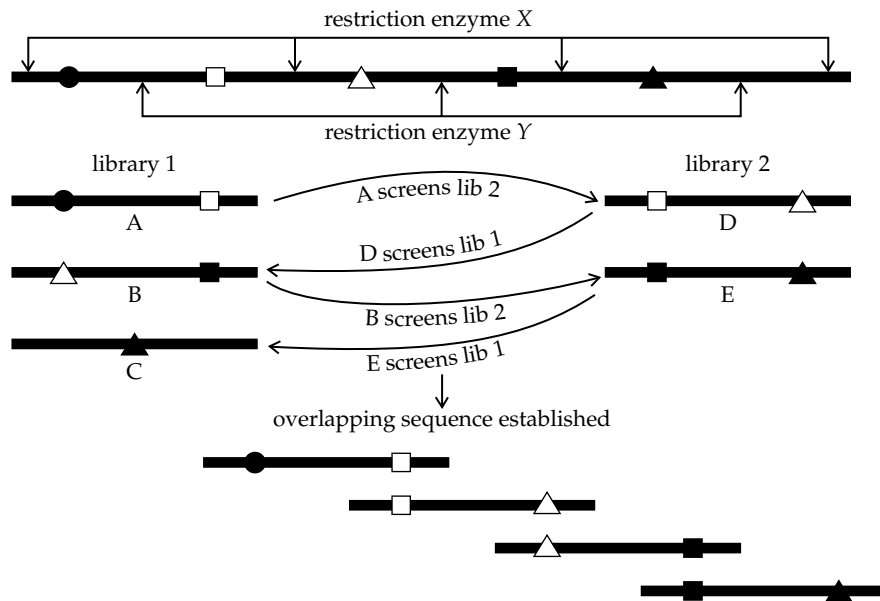 restriction enzyme X
restriction enzyme Y
library 1
library 2
A screens lib 2
A
D
D screens lib 1
B
E
B screens lib 2
E screens lib 1
C
overlapping sequence established